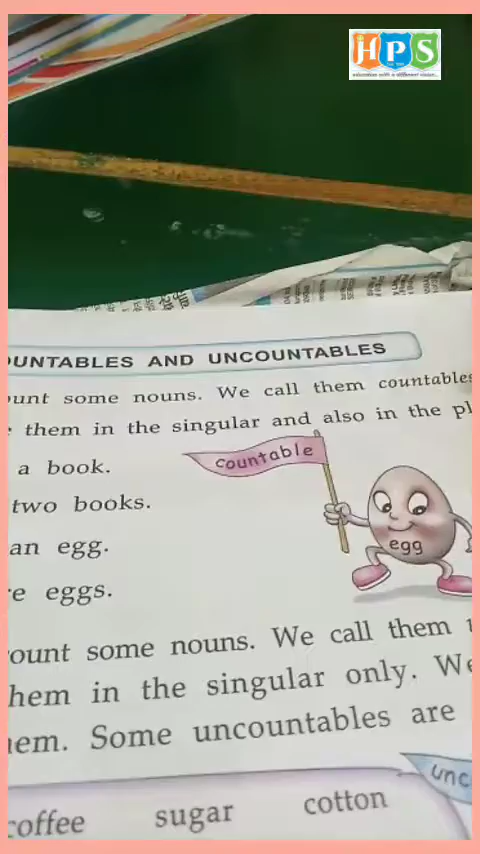 HPS
education with a different vision...
OUNTABLES AND UNCOUNTABLES
ount some nouns. We call them countables
them in the singular and also in the pl
a book.
countable
two books.
an egg.
egg
e eggs.
ount some nouns. We call them
hem in the singular only. We
em. Some uncountables are
unc
coffee sugar cotton